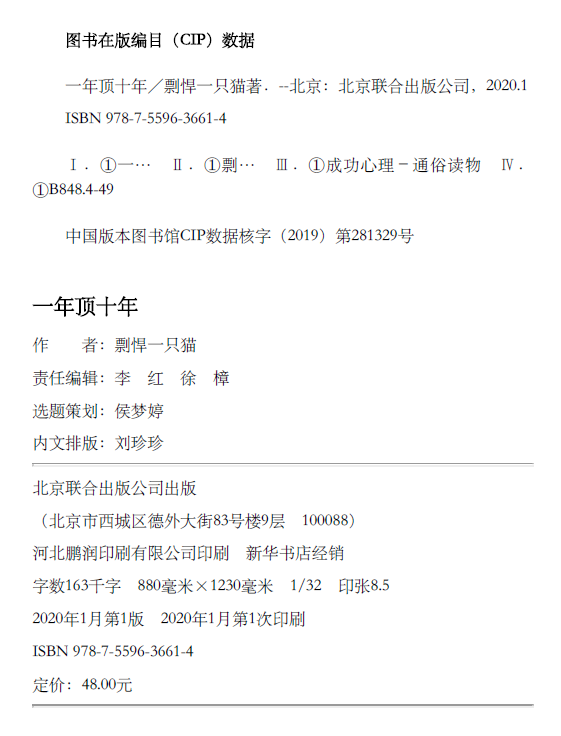 图书在版编目（CIP）数据
一年顶十年／剽悍一只猫著．--北京：北京联合出版公司，2020.1
ISBN 978-7-5596-3661-4
Ⅰ．①一…　Ⅱ．①剽…　Ⅲ．①成功心理－通俗读物　Ⅳ．
①B848.4-49
中国版本图书馆CIP数据核字（2019）第281329号
一年顶十年
作　　者：剽悍一只猫
责任编辑：李　红　徐　樟
选题策划：侯梦婷
内文排版：刘珍珍
北京联合出版公司出版
（北京市西城区德外大街83号楼9层　100088）
河北鹏润印刷有限公司印刷　新华书店经销
字数163千字　880毫米×1230毫米　1/32　印张8.5
2020年1月第1版　2020年1月第1次印刷
ISBN 978-7-5596-3661-4
定价：48.00元